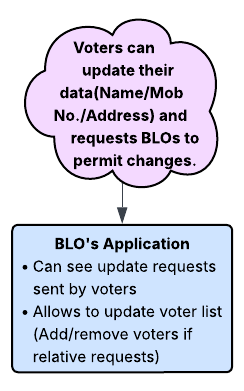 Voters can
update their
data(Name/Mob
No./Address) and
requests BLOs to
permit changes.
BLO's Application
• Can see update requests
sent by voters
• Allows to update voter list
(Add/remove voters if
relative requests)